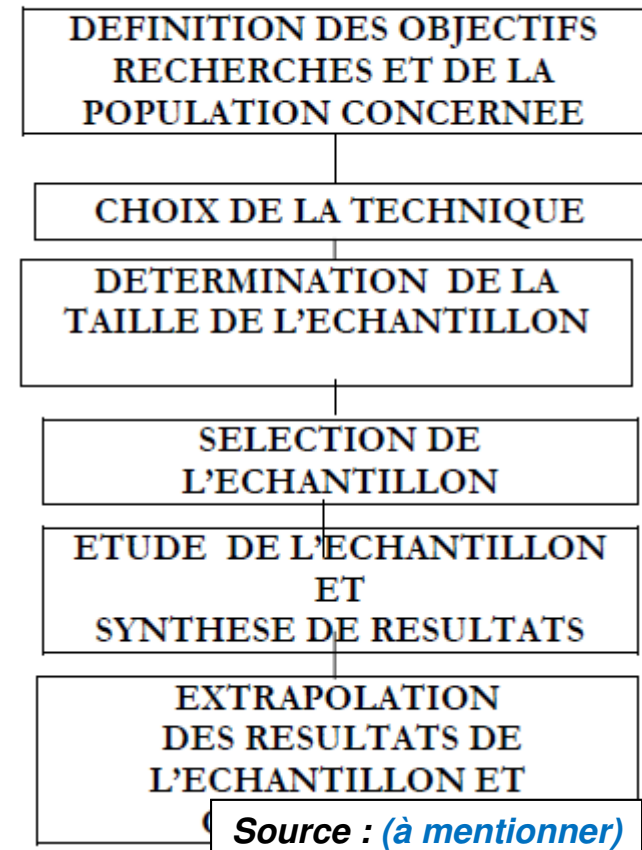 DEFINITION DES OBJECTIFS
RECHERCHES ET DE LA
POPULATION CONCERNEE
CHOIX DE LA TECHNIQUE
DETERMINATION DE LA
TAILLE DE L'ECHANTILLON
SELECTION DE
L'ECHANTILLON
ETUDE DE L'ECHANTILLON
ET
SYNTHESE DE RESULTATS
EXTRAPOLATION
DES RESULTATS DE
L'ECHANTILLON ET
Source : (à mentionner)